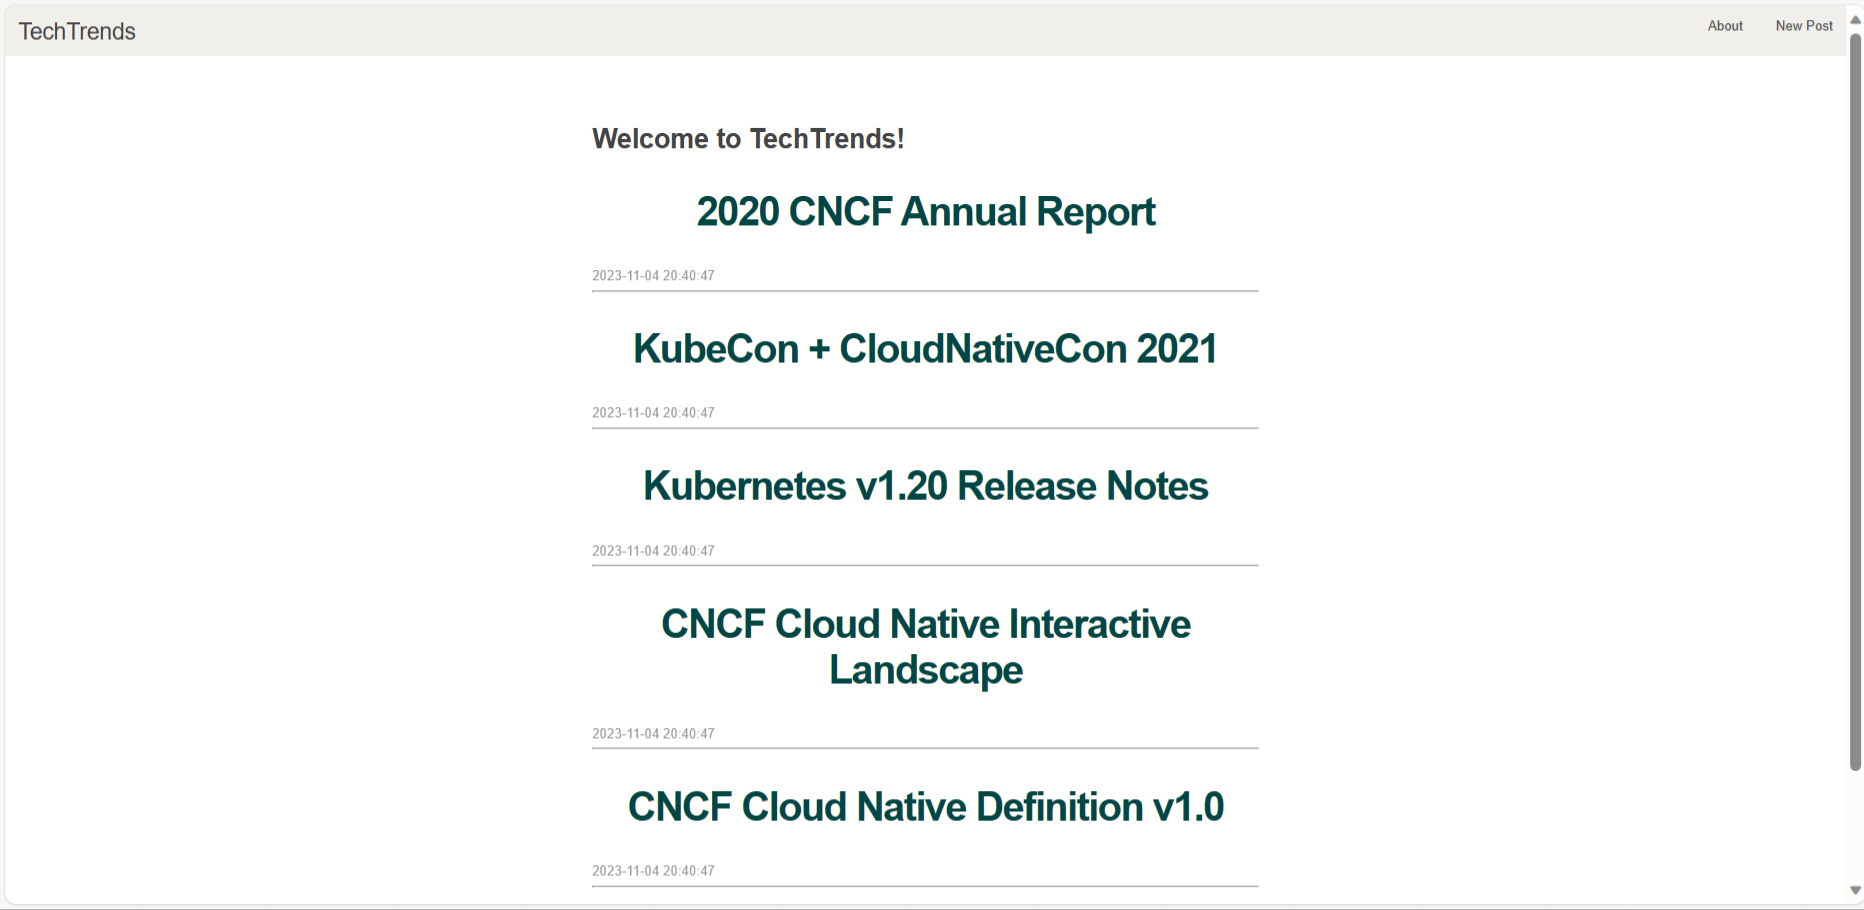 TechTrends
About
New Post
Welcome to TechTrends!
2020 CNCF Annual Report
2023-11-04 20:40:47
KubeCon + CloudNativeCon 2021
2023-11-04 20:40:47
Kubernetes v1.20 Release Notes
2023-11-04 20:40:47
CNCF Cloud Native Interactive
Landscape
2023-11-04 20:40:47
CNCF Cloud Native Definition v1.0
2023-11-04 20:40:47